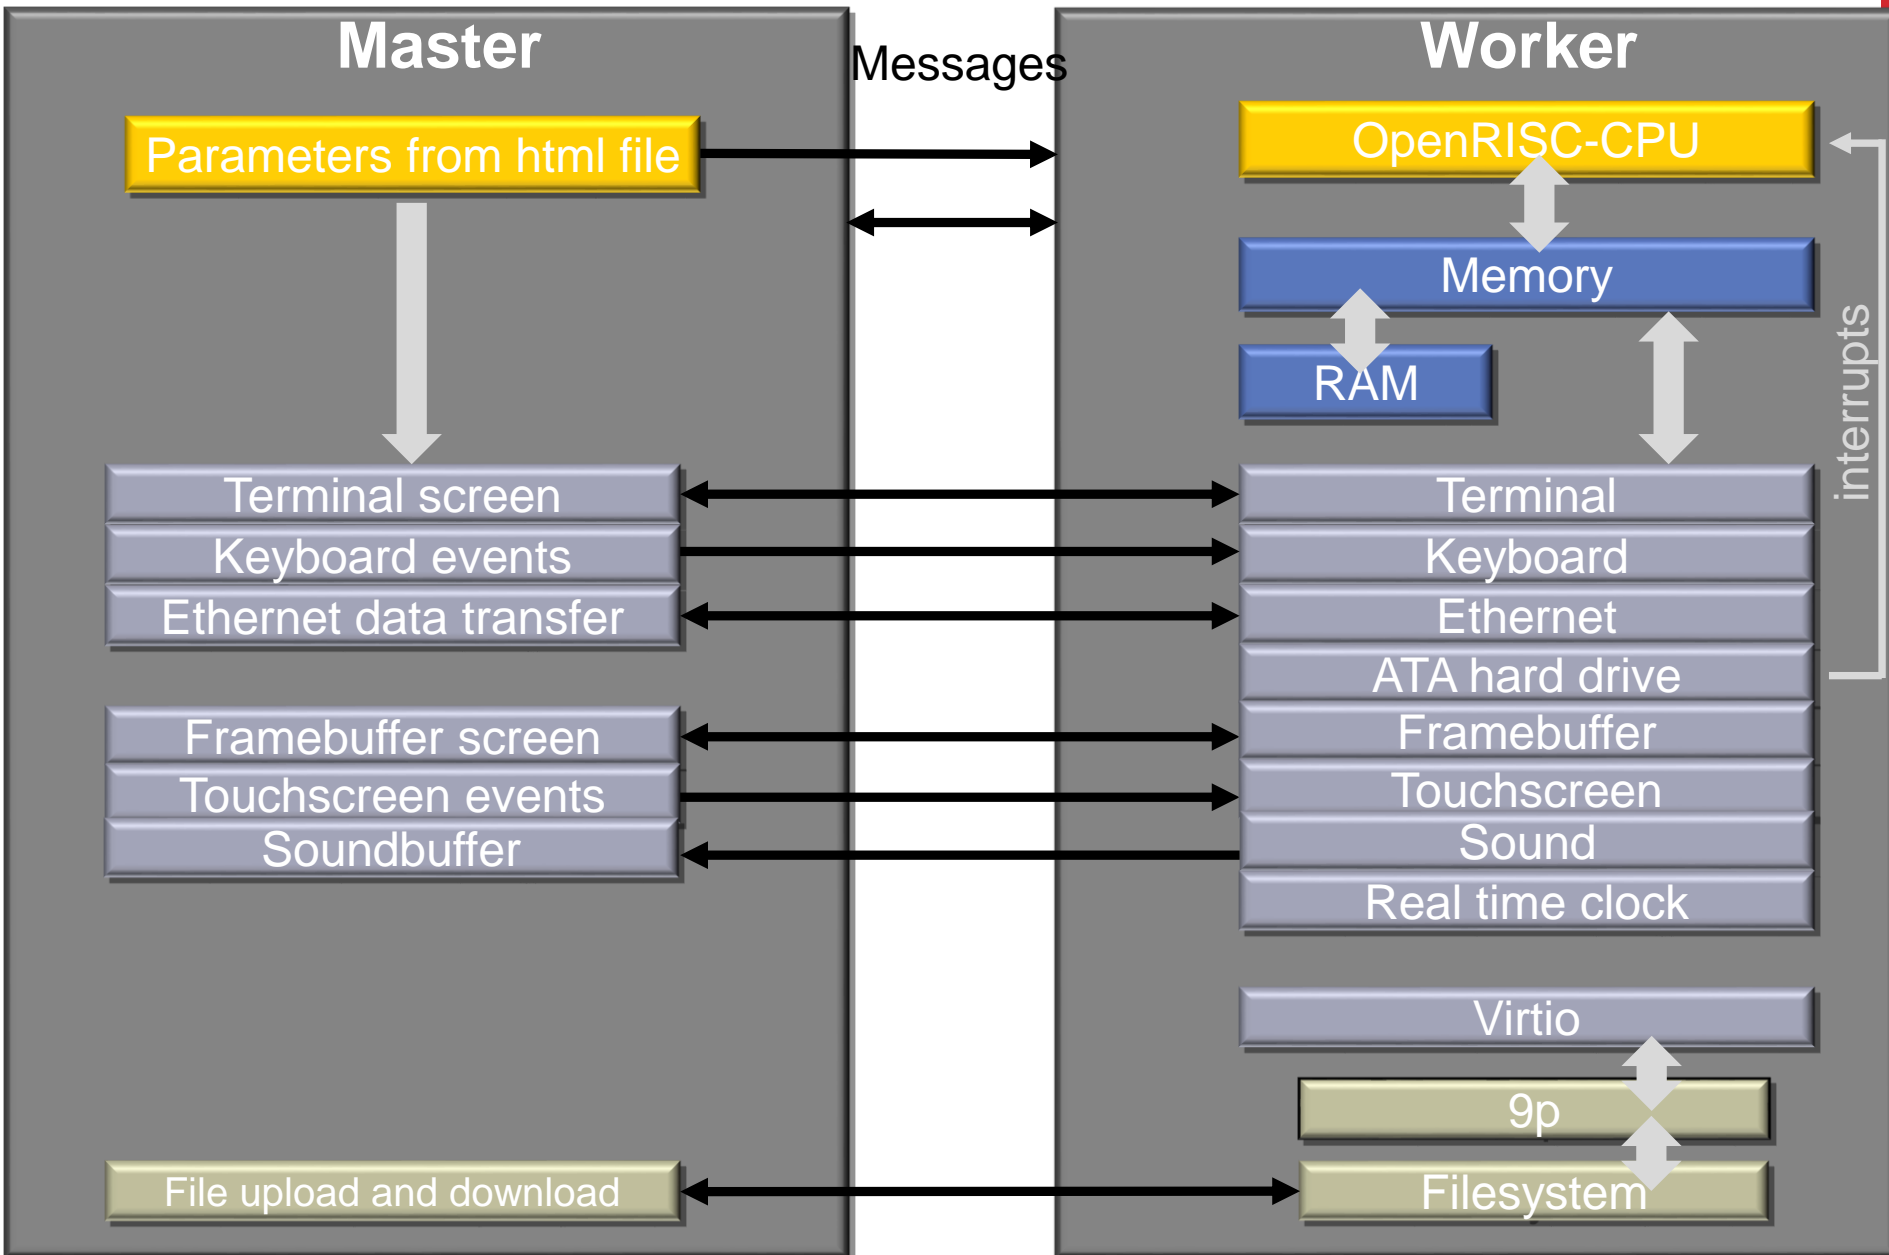 Master
Messages
Worker
Parameters from html file
OpenRISC-CPU
Memory
RAM
interrupts
Terminal screen
Terminal
Keyboard events
Keyboard
Ethernet data transfer
Ethernet
ATA hard drive
Framebuffer screen
Framebuffer
Touchscreen events
Touchscreen
Soundbuffer
Sound
Real time clock
Virtio
9p
File upload and download
Filesystem